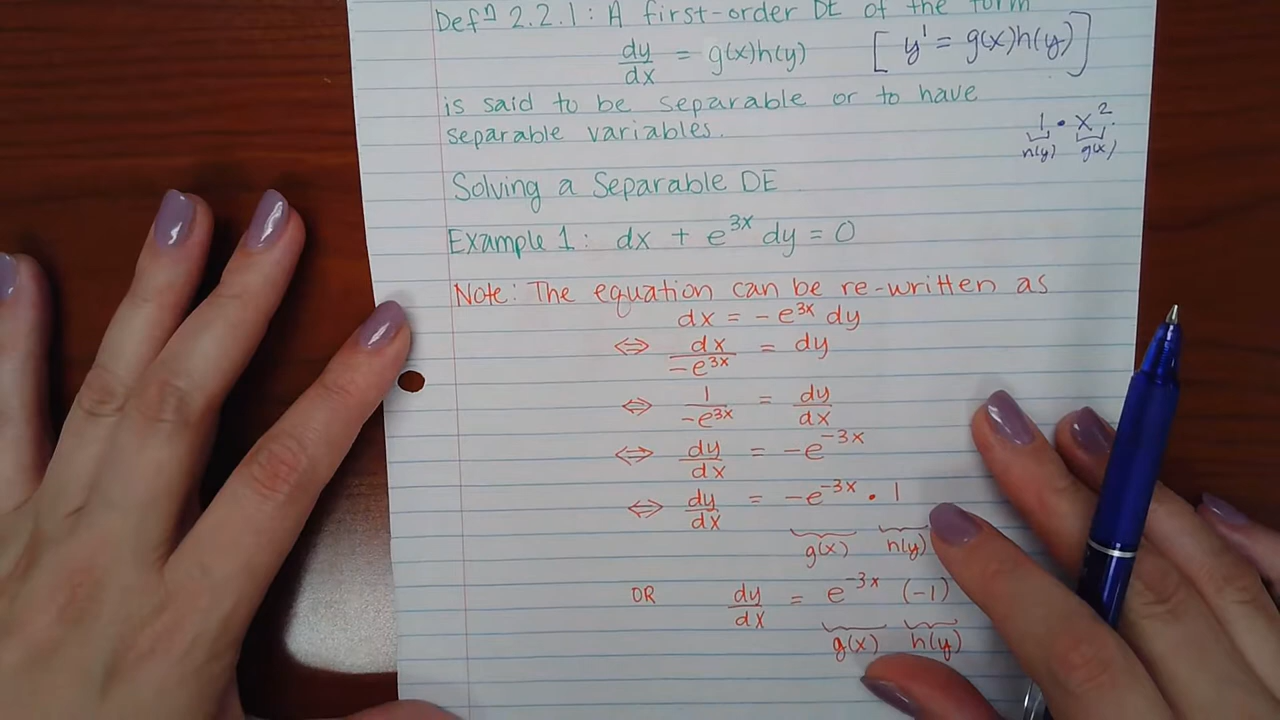 Defⁿ 2.2.1: A first-order DE of the form
dy/dx = g(x)h(y) [y' = g(x)h(y)]
is said to be separable or to have
separable variables.
1 • x².
h(y) g(x)
Solving a Separable DE
Example 1: dx + e^{3x} dy = 0
Note: The equation can be re-written as
dx = -e^{3x} dy
⇔ dx/-e^{3x} = dy
⇔ 1/-e^{3x} = dy/dx
⇔ dy/dx = -e^{-3x}
⇔ dy/dx = -e^{-3x} • 1
g(x) h(y)
OR dy/dx = e^{-3x} (-1)
g(x) h(y)